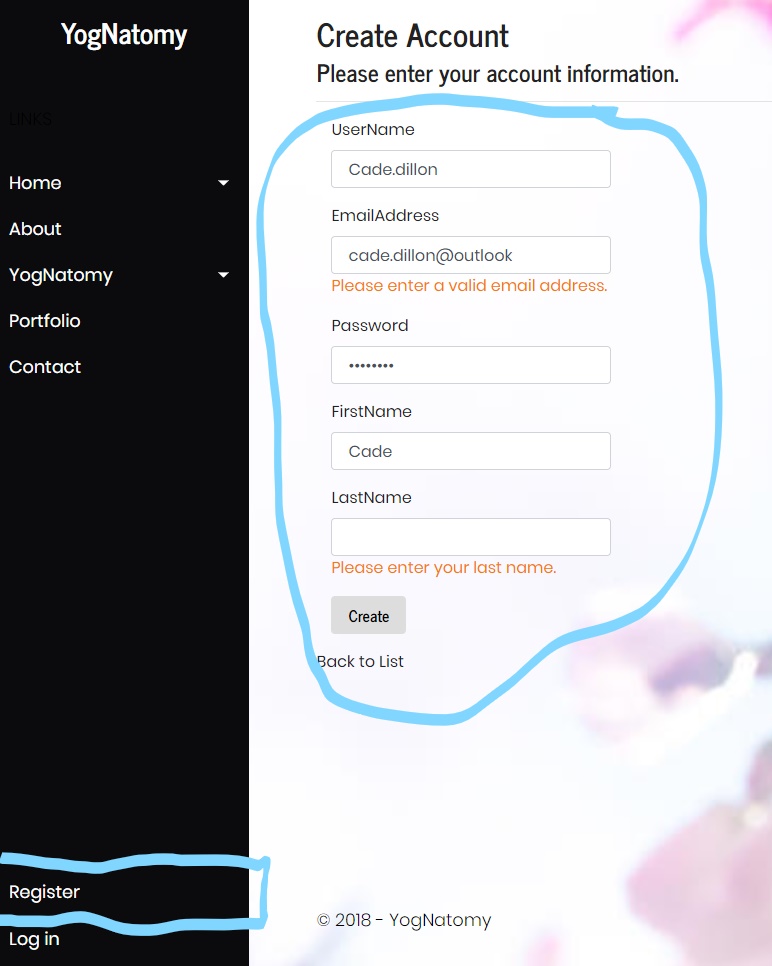 YogNatomy
LINKS
Home
About
YogNatomy
Portfolio
Contact
Register
Log in
Create Account
Please enter your account information.
UserName
Cade.dillon
EmailAddress
cade.dillon@outlook
Please enter a valid email address.
Password
••••••••
FirstName
Cade
LastName
Please enter your last name.
Create
Back to List
© 2018 - YogNatomy